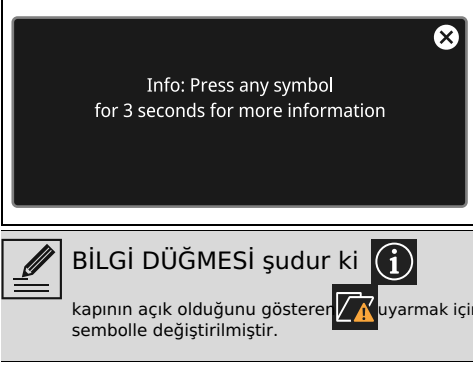 Info: Press any symbol
for 3 seconds for more information
BİLGİ DÜĞMESİ şudur ki
kapının açık olduğunu gösteren uyarmak için
sembolle değiştirilmiştir.